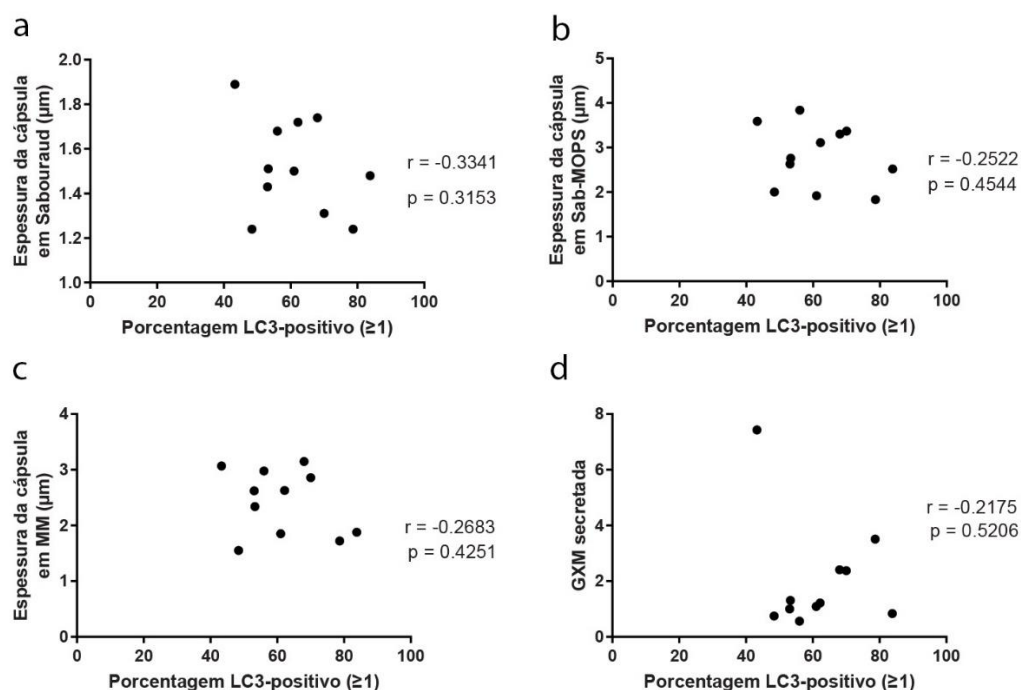 a
Espessura da cápsula
em Sabouraud (µm)
2.0
1.8
1.6
1.4
1.2
1.0
0 20 40 60 80 100
Porcentagem LC3-positivo (≥1)
r = -0.3341
p = 0.3153
b
Espessura da cápsula
em Sab-MOPS (µm)
5
4
3
2
1
0
0 20 40 60 80 100
Porcentagem LC3-positivo (≥1)
r = -0.2522
p = 0.4544
c
Espessura da cápsula
em MM (µm)
4
3
2
1
0
0 20 40 60 80 100
Porcentagem LC3-positivo (≥1)
r = -0.2683
p = 0.4251
d
GXM secretada
8
6
4
2
0
0 20 40 60 80 100
Porcentagem LC3-positivo (≥1)
r = -0.2175
p = 0.5206